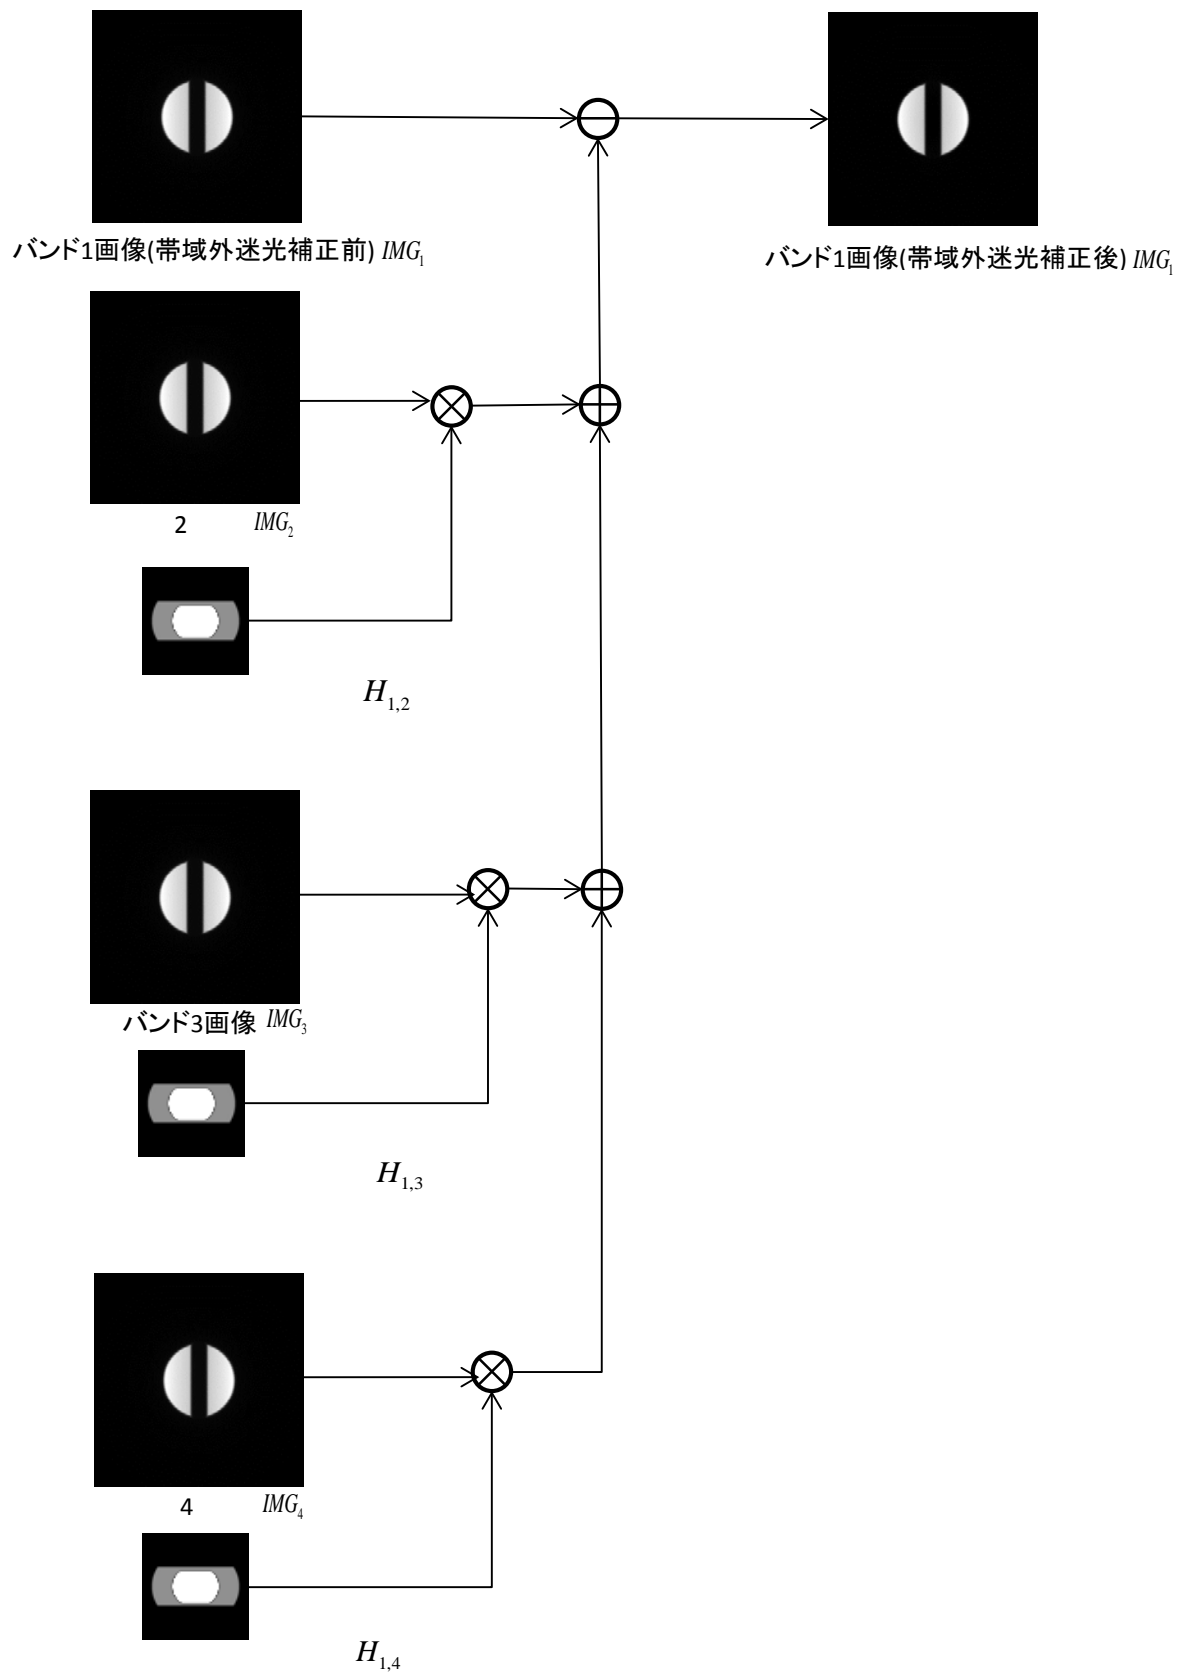 バンド1画像(帯域外迷光補正前) IMG₁
バンド1画像(帯域外迷光補正後) IMG₁
2 IMG₂
H₁,₂
バンド3画像 IMG₃
H₁,₃
4 IMG₄
H₁,₄